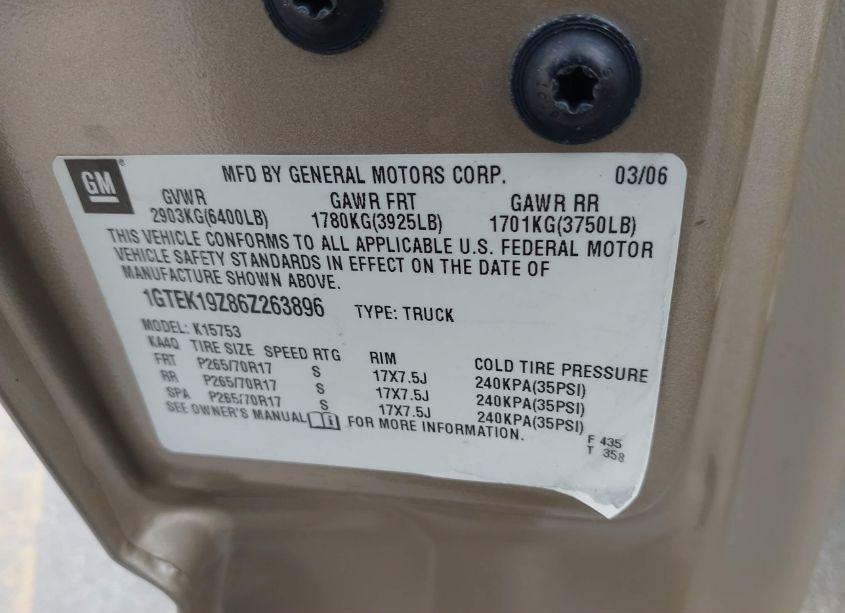 GM
MFD BY GENERAL MOTORS CORP. 03/06
GVWR GAWR FRT GAWR RR
2903KG(6400LB) 1780KG(3925LB) 1701KG(3750LB)
THIS VEHICLE CONFORMS TO ALL APPLICABLE U.S. FEDERAL MOTOR
VEHICLE SAFETY STANDARDS IN EFFECT ON THE DATE OF
MANUFACTURE SHOWN ABOVE.
1GTEK19Z86Z263896 TYPE: TRUCK
MODEL: K15753
KA4Q TIRE SIZE SPEED RTG RIM COLD TIRE PRESSURE
FRT P265/70R17 S 17X7.5J 240KPA(35PSI)
RR P265/70R17 S 17X7.5J 240KPA(35PSI)
SPA P265/70R17 S 17X7.5J 240KPA(35PSI)
SEE OWNER'S MANUAL FOR MORE INFORMATION.
F 435
T 358